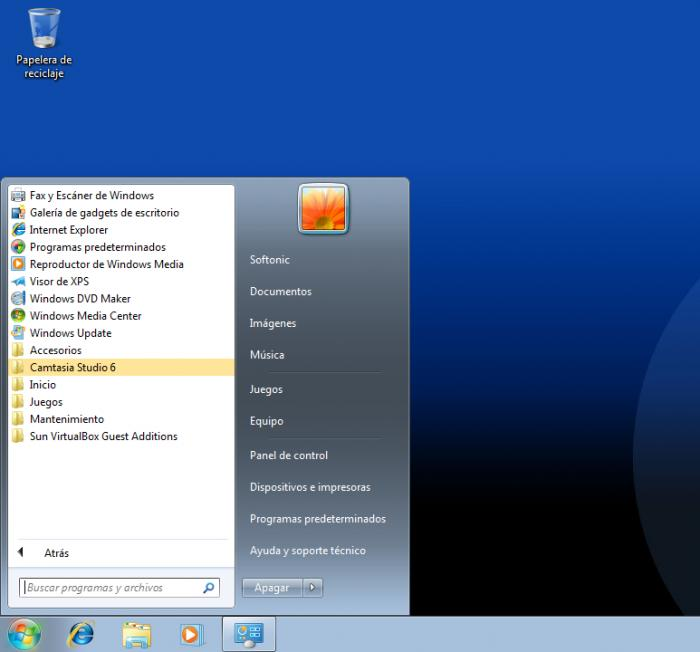 Papelera de
reciclaje
Fax y Escáner de Windows
Galería de gadgets de escritorio
Internet Explorer
Programas predeterminados
Reproductor de Windows Media
Visor de XPS
Windows DVD Maker
Windows Media Center
Windows Update
Accesorios
Camtasia Studio 6
Inicio
Juegos
Mantenimiento
Sun VirtualBox Guest Additions
Atrás
Buscar programas y archivos
Softonic
Documentos
Imágenes
Música
Juegos
Equipo
Panel de control
Dispositivos e impresoras
Programas predeterminados
Ayuda y soporte técnico
Apagar